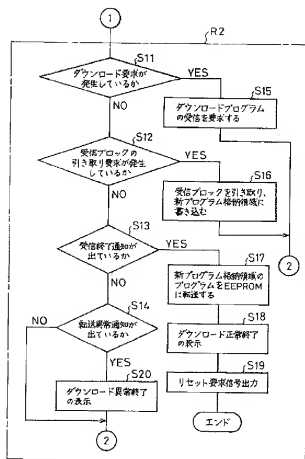 1
R2
S11
ダウンロード要求が
発生しているか
YES
NO
S15
ダウンロードプログラム
の受信を要求する
S12
受信ブロックの
引き取り要求が発生
しているか
YES
NO
S16
受信ブロックを引き取り、
新プログラム格納領域に
書き込む
2
S13
受信終了通知が
出ているか
YES
NO
S17
新プログラム格納領域の
プログラムをEEPROM
に転送する
S14
転送異常通知が
出ているか
NO
YES
S18
ダウンロード正常終了
の表示
S20
ダウンロード異常終了
の表示
S19
リセット要求信号出力
エンド
2